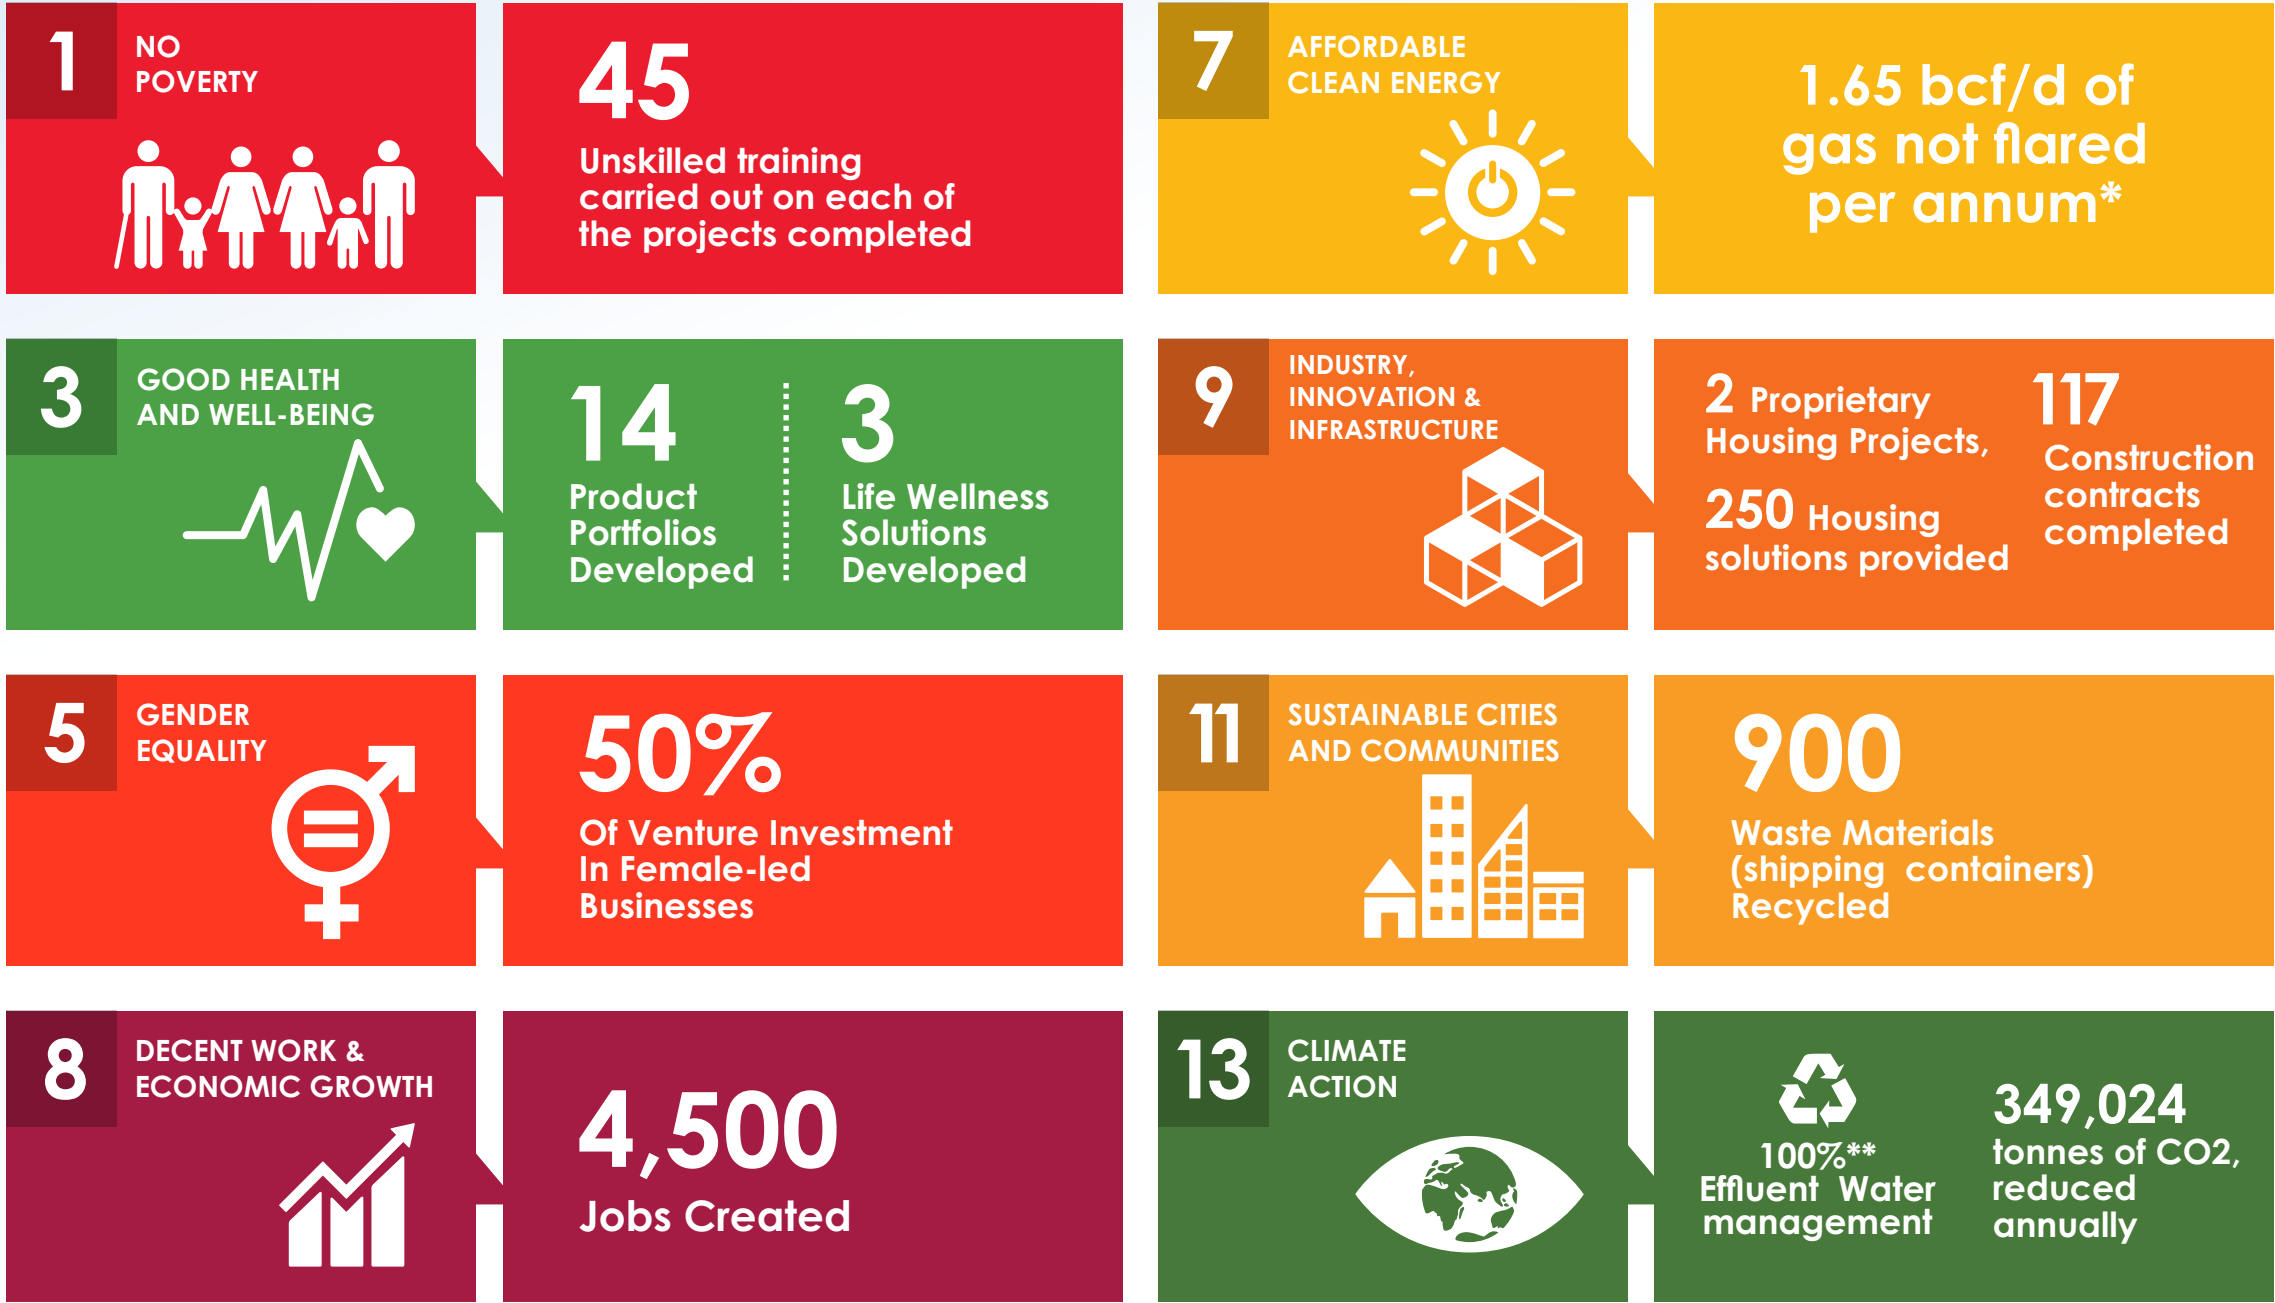 1
NO
POVERTY
45
Unskilled training
carried out on each of
the projects completed
7
AFFORDABLE
CLEAN ENERGY
1.65 bcf/d of
gas not flared
per annum*
3
GOOD HEALTH
AND WELL-BEING
14
Product
Portfolios
Developed
3
Life Wellness
Solutions
Developed
9
INDUSTRY,
INNOVATION &
INFRASTRUCTURE
2 Proprietary
Housing Projects,
250 Housing
solutions provided
117
Construction
contracts
completed
5
GENDER
EQUALITY
50%
Of Venture Investment
In Female-led
Businesses
11
SUSTAINABLE CITIES
AND COMMUNITIES
900
Waste Materials
(shipping containers)
Recycled
8
DECENT WORK &
ECONOMIC GROWTH
4,500
Jobs Created
13
CLIMATE
ACTION
100%**
Effluent Water
management
349,024
tonnes of CO2,
reduced
annually